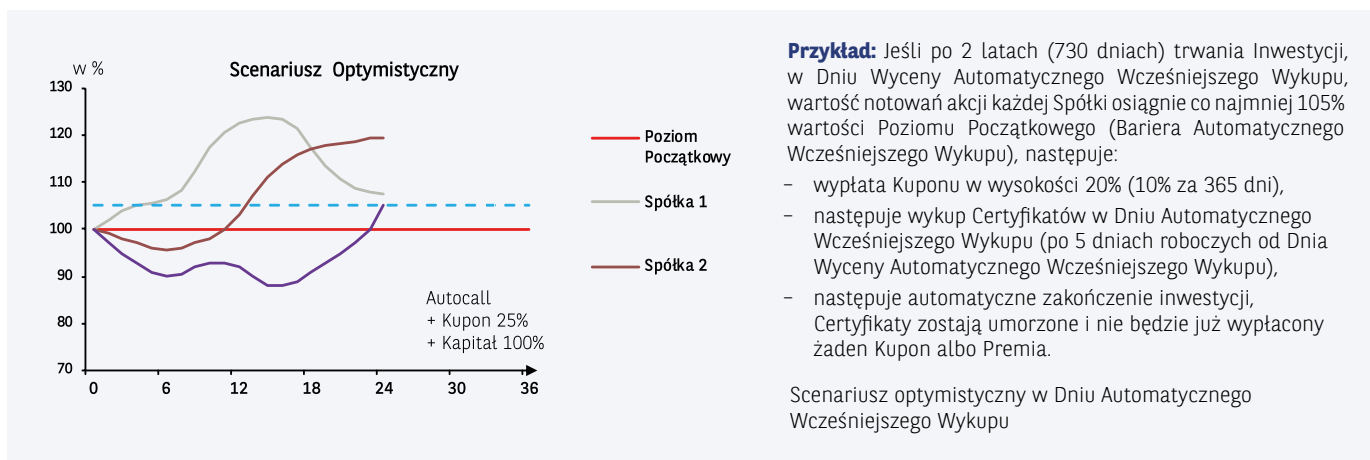 w %
Scenariusz Optymistyczny
130
120
110
100
90
80
70
0
6
12
18
24
30
36
Autocall
+ Kupon 25%
+ Kapitał 100%
Poziom
Początkowy
Spółka 1
Spółka 2
Przykład: Jeśli po 2 latach (730 dniach) trwania Inwestycji,
w Dniu Wyceny Automatycznego Wcześniejszego Wykupu,
wartość notowań akcji każdej Spółki osiągnie co najmniej 105%
wartości Poziomu Początkowego (Bariera Automatycznego
Wcześniejszego Wykupu), następuje:
– wypłata Kuponu w wysokości 20% (10% za 365 dni),
– następuje wykup Certyfikatów w Dniu Automatycznego
Wcześniejszego Wykupu (po 5 dniach roboczych od Dnia
Wyceny Automatycznego Wcześniejszego Wykupu),
– następuje automatyczne zakończenie inwestycji,
Certyfikaty zostają umorzone i nie będzie już wypłacony
żaden Kupon albo Premia.
Scenariusz optymistyczny w Dniu Automatycznego
Wcześniejszego Wykupu